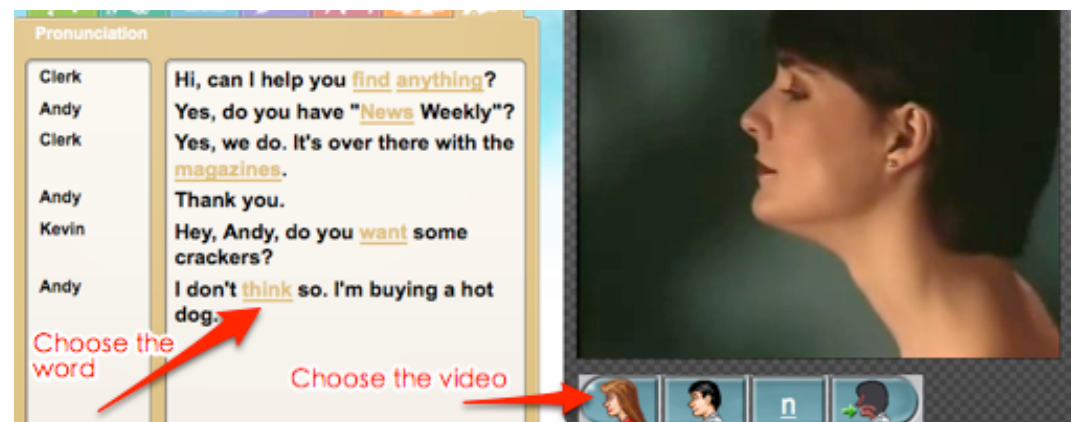 Pronunciation
Clerk
Hi, can I help you find anything?
Andy
Yes, do you have "News Weekly"?
Clerk
Yes, we do. It's over there with the
magazines.
Andy
Thank you.
Kevin
Hey, Andy, do you want some
crackers?
Andy
I don't think so. I'm buying a hot
dog.
Choose the
word
Choose the video
n